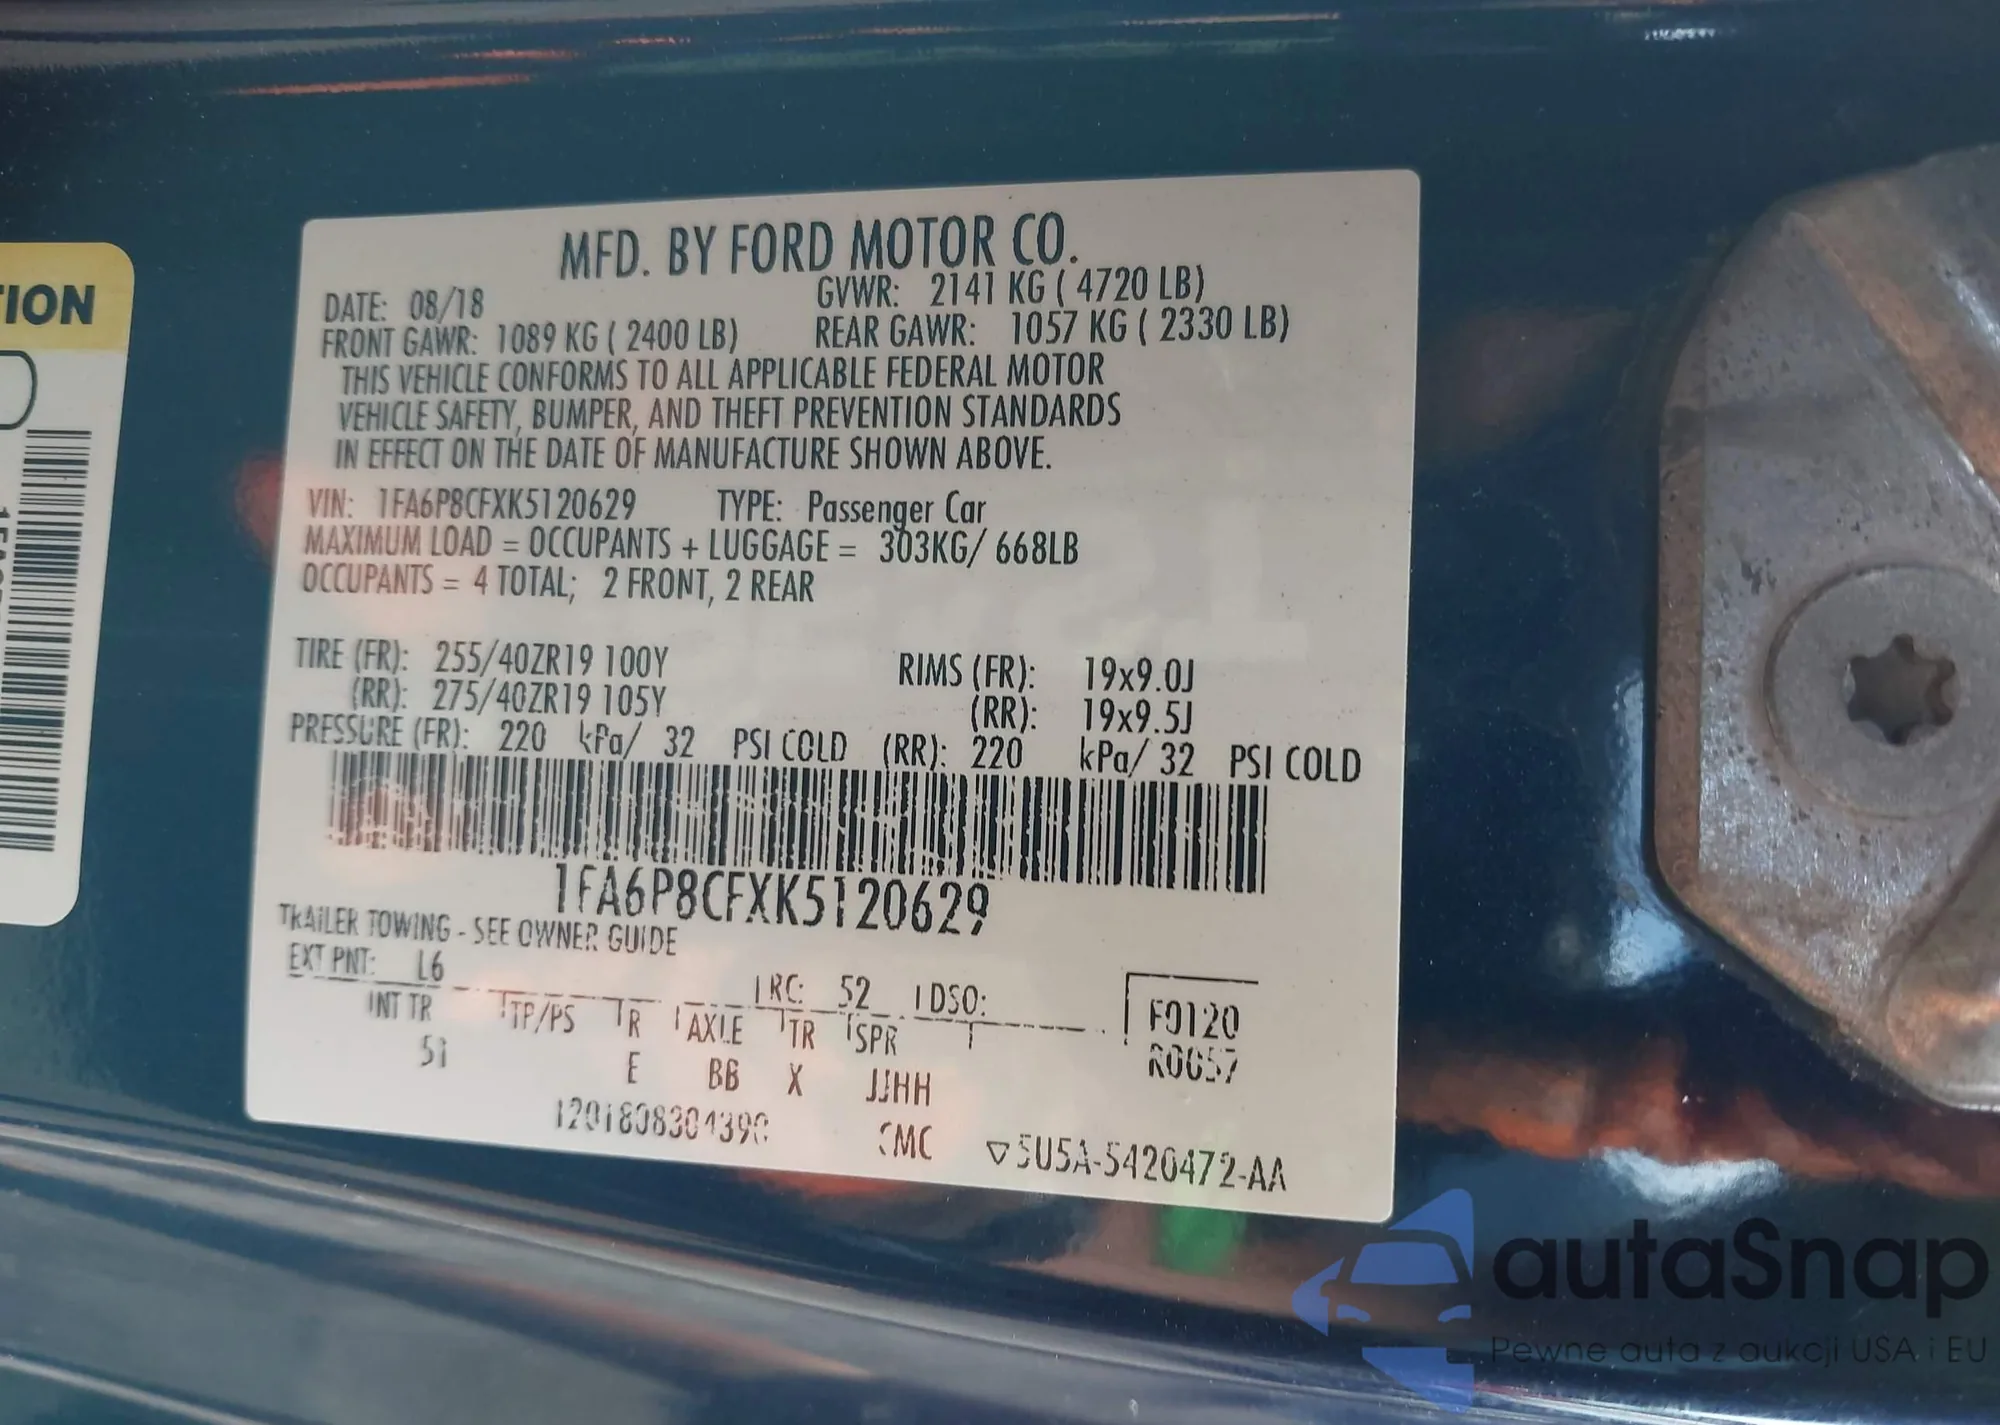 TION
MFD. BY FORD MOTOR CO.
DATE: 08/18 GVWR: 2141 KG ( 4720 LB)
FRONT GAWR: 1089 KG ( 2400 LB) REAR GAWR: 1057 KG ( 2330 LB)
THIS VEHICLE CONFORMS TO ALL APPLICABLE FEDERAL MOTOR
VEHICLE SAFETY, BUMPER, AND THEFT PREVENTION STANDARDS
IN EFFECT ON THE DATE OF MANUFACTURE SHOWN ABOVE.
VIN: 1FA6P8CFXK5120629 TYPE: Passenger Car
MAXIMUM LOAD = OCCUPANTS + LUGGAGE = 303KG/ 668LB
OCCUPANTS = 4 TOTAL; 2 FRONT, 2 REAR
TIRE (FR): 255/40ZR19 100Y RIMS (FR): 19x9.0J
(RR): 275/40ZR19 105Y (RR): 19x9.5J
PRESSURE (FR): 220 kPa/ 32 PSI COLD (RR): 220 kPa/ 32 PSI COLD
1FA6P8CFXK5120629
TRAILER TOWING - SEE OWNER GUIDE
EXT PNT: L6 RC: 52 DSO:
INT TR TP/PS R AXLE TR SPR F0120
51 E BB X JJHH R0057
5U5A-5420472-AA
autaSnap
Pewne auta z aukcji USA i EU